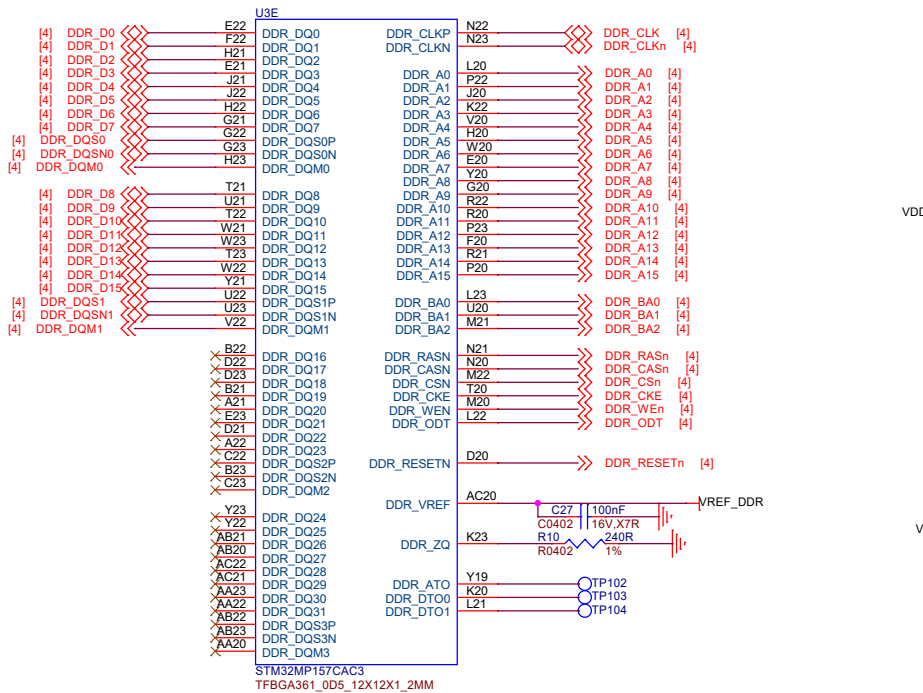 U3E
[4] DDR_D0 E22 DDR_DQ0 DDR_CLKP N22 DDR_CLK [4]
[4] DDR_D1 F22 DDR_DQ1 DDR_CLKN N23 DDR_CLKn [4]
[4] DDR_D2 H21 DDR_DQ2
[4] DDR_D3 E21 DDR_DQ3 DDR_A0 L20 DDR_A0 [4]
[4] DDR_D4 J21 DDR_DQ4 DDR_A1 P22 DDR_A1 [4]
[4] DDR_D5 J22 DDR_DQ5 DDR_A2 J20 DDR_A2 [4]
[4] DDR_D6 H22 DDR_DQ6 DDR_A3 K22 DDR_A3 [4]
[4] DDR_D7 G21 DDR_DQ7 DDR_A4 V20 DDR_A4 [4]
[4] DDR_DQS0 G22 DDR_DQS0P DDR_A5 H20 DDR_A5 [4]
[4] DDR_DQSN0 G23 DDR_DQS0N DDR_A6 W20 DDR_A6 [4]
[4] DDR_DQM0 H23 DDR_DQM0 DDR_A7 E20 DDR_A7 [4]
DDR_A8 Y20 DDR_A8 [4]
[4] DDR_D8 T21 DDR_DQ8 DDR_A9 G20 DDR_A9 [4]
[4] DDR_D9 U21 DDR_DQ9 DDR_A10 R22 DDR_A10 [4]
[4] DDR_D10 T22 DDR_DQ10 DDR_A11 R20 DDR_A11 [4]
[4] DDR_D11 W21 DDR_DQ11 DDR_A12 P23 DDR_A12 [4]
[4] DDR_D12 W23 DDR_DQ12 DDR_A13 F20 DDR_A13 [4]
[4] DDR_D13 T23 DDR_DQ13 DDR_A14 R21 DDR_A14 [4]
[4] DDR_D14 W22 DDR_DQ14 DDR_A15 P20 DDR_A15 [4]
[4] DDR_D15 Y21 DDR_DQ15
[4] DDR_DQS1 U22 DDR_DQS1P DDR_BA0 L23 DDR_BA0 [4]
[4] DDR_DQSN1 U23 DDR_DQS1N DDR_BA1 U20 DDR_BA1 [4]
[4] DDR_DQM1 V22 DDR_DQM1 DDR_BA2 M21 DDR_BA2 [4]
B22 DDR_DQ16 DDR_RASN N21 DDR_RASn [4]
D22 DDR_DQ17 DDR_CASN N20 DDR_CASn [4]
D23 DDR_DQ18 DDR_CSN M22 DDR_CSn [4]
B21 DDR_DQ19 DDR_CKE T20 DDR_CKE [4]
A21 DDR_DQ20 DDR_WEN M20 DDR_WEn [4]
E23 DDR_DQ21 DDR_ODT L22 DDR_ODT [4]
D21 DDR_DQ22
A22 DDR_DQ23
C22 DDR_DQS2P DDR_RESETN D20 DDR_RESETn [4]
B23 DDR_DQS2N
C23 DDR_DQM2
DDR_VREF AC20 VREF_DDR
Y23 DDR_DQ24 C27 100nF
Y22 DDR_DQ25 C0402 16V,X7R
AB21 DDR_DQ26 R10 240R
AB20 DDR_DQ27 DDR_ZQ K23 R0402 1%
AC22 DDR_DQ28
AC21 DDR_DQ29 DDR_ATO Y19 TP102
AA23 DDR_DQ30 DDR_DTO0 K20 TP103
AA22 DDR_DQ31 DDR_DTO1 L21 TP104
AB22 DDR_DQS3P
AB23 DDR_DQS3N
AA20 DDR_DQM3
STM32MP157CAC3
TFBGA361_0D5_12X12X1_2MM